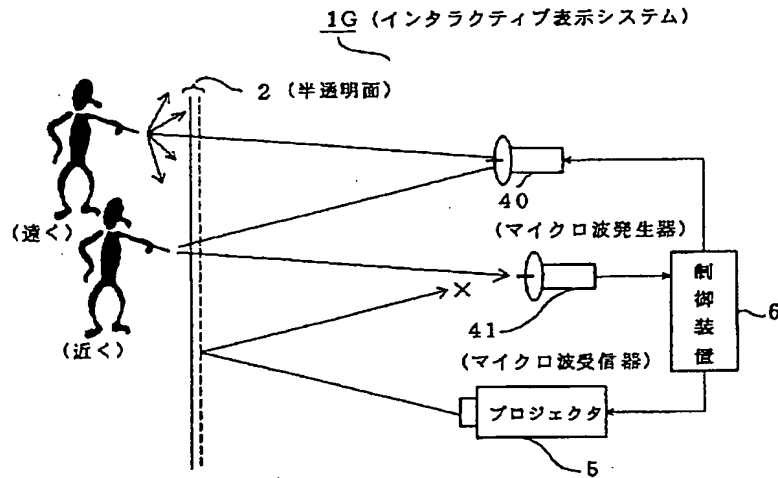 1G (インタラクティブ表示システム)
2 (半透明面)
40
(遠く)
(マイクロ波発生器)
制御装置
6
41
(近く)
(マイクロ波受信器)
プロジェクタ
5